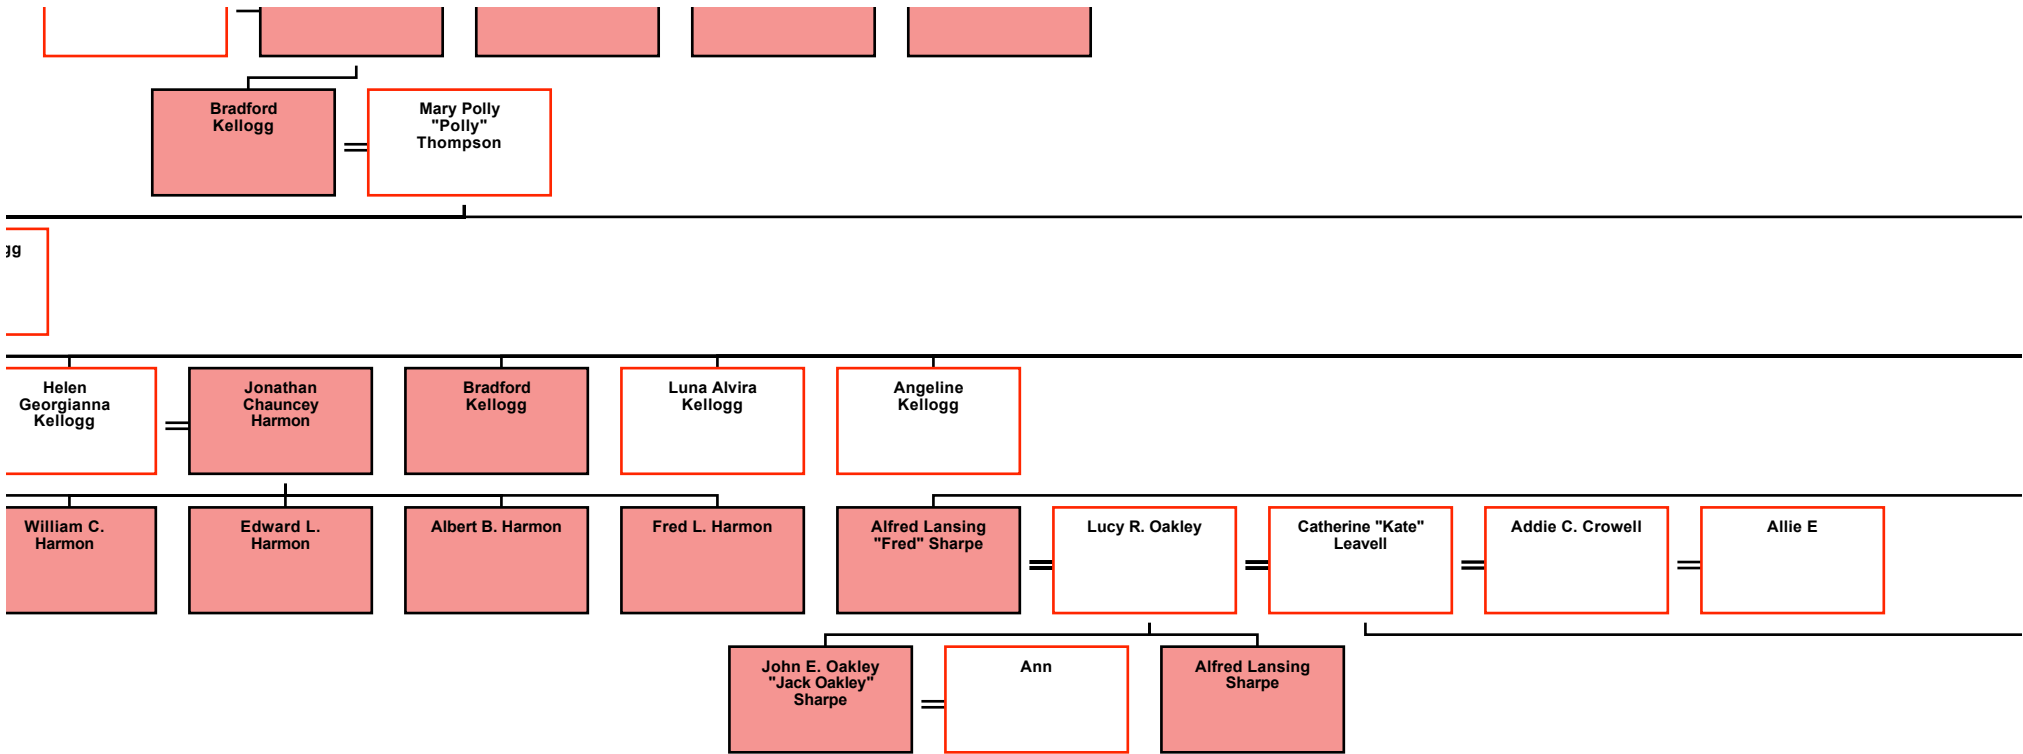 Bradford
Kellogg
Mary Polly
"Polly"
Thompson
Helen
Georgianna
Kellogg
Jonathan
Chauncey
Harmon
Bradford
Kellogg
Luna Alvira
Kellogg
Angeline
Kellogg
William C.
Harmon
Edward L.
Harmon
Albert B. Harmon
Fred L. Harmon
Alfred Lansing
"Fred" Sharpe
Lucy R. Oakley
Catherine "Kate"
Leavell
Addie C. Crowell
Allie E
John E. Oakley
"Jack Oakley"
Sharpe
Ann
Alfred Lansing
Sharpe